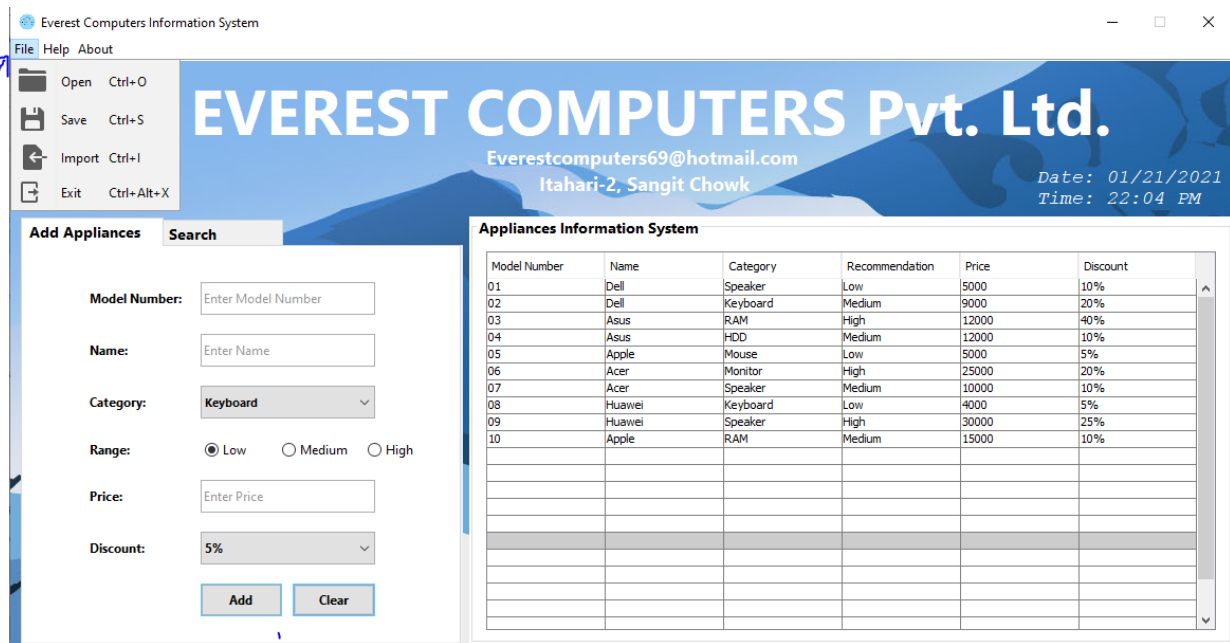 Everest Computers Information System
File Help About
Open Ctrl+O
Save Ctrl+S
Import Ctrl+I
Exit Ctrl+Alt+X
EVEREST COMPUTERS Pvt. Ltd.
Everestcomputers69@hotmail.com
Itahari-2, Sangit Chowk
Date: 01/21/2021
Time: 22:04 PM
Add Appliances Search
Model Number: Enter Model Number
Name: Enter Name
Category: Keyboard
Range: Low Medium High
Price: Enter Price
Discount: 5%
Add Clear
Appliances Information System
Model Number Name Category Recommendation Price Discount
01 Dell Speaker Low 5000 10%
02 Dell Keyboard Medium 9000 20%
03 Asus RAM High 12000 40%
04 Asus HDD Medium 12000 10%
05 Apple Mouse Low 5000 5%
06 Acer Monitor High 25000 20%
07 Acer Speaker Medium 10000 10%
08 Huawei Keyboard Low 4000 5%
09 Huawei Speaker High 30000 25%
10 Apple RAM Medium 15000 10%